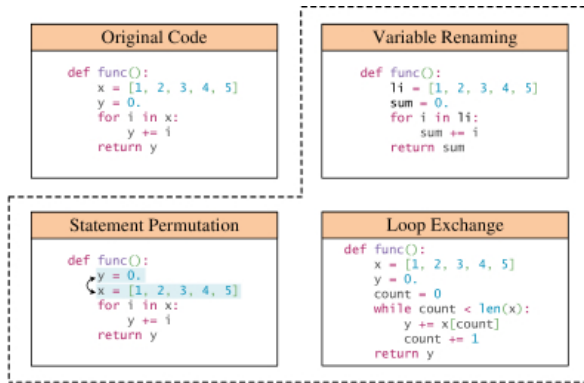 Original Code
def func():
    x = [1, 2, 3, 4, 5]
    y = 0.
    for i in x:
        y += i
    return y
Variable Renaming
def func():
    li = [1, 2, 3, 4, 5]
    sum = 0.
    for i in li:
        sum += i
    return sum
Statement Permutation
def func():
    y = 0.
    x = [1, 2, 3, 4, 5]
    for i in x:
        y += i
    return y
Loop Exchange
def func():
    x = [1, 2, 3, 4, 5]
    y = 0.
    count = 0
    while count < len(x):
        y += x[count]
        count += 1
    return y